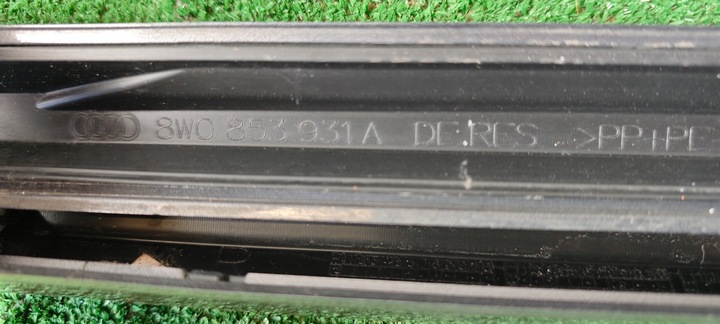 8W0 853 931 A DE.RES >PP+PE